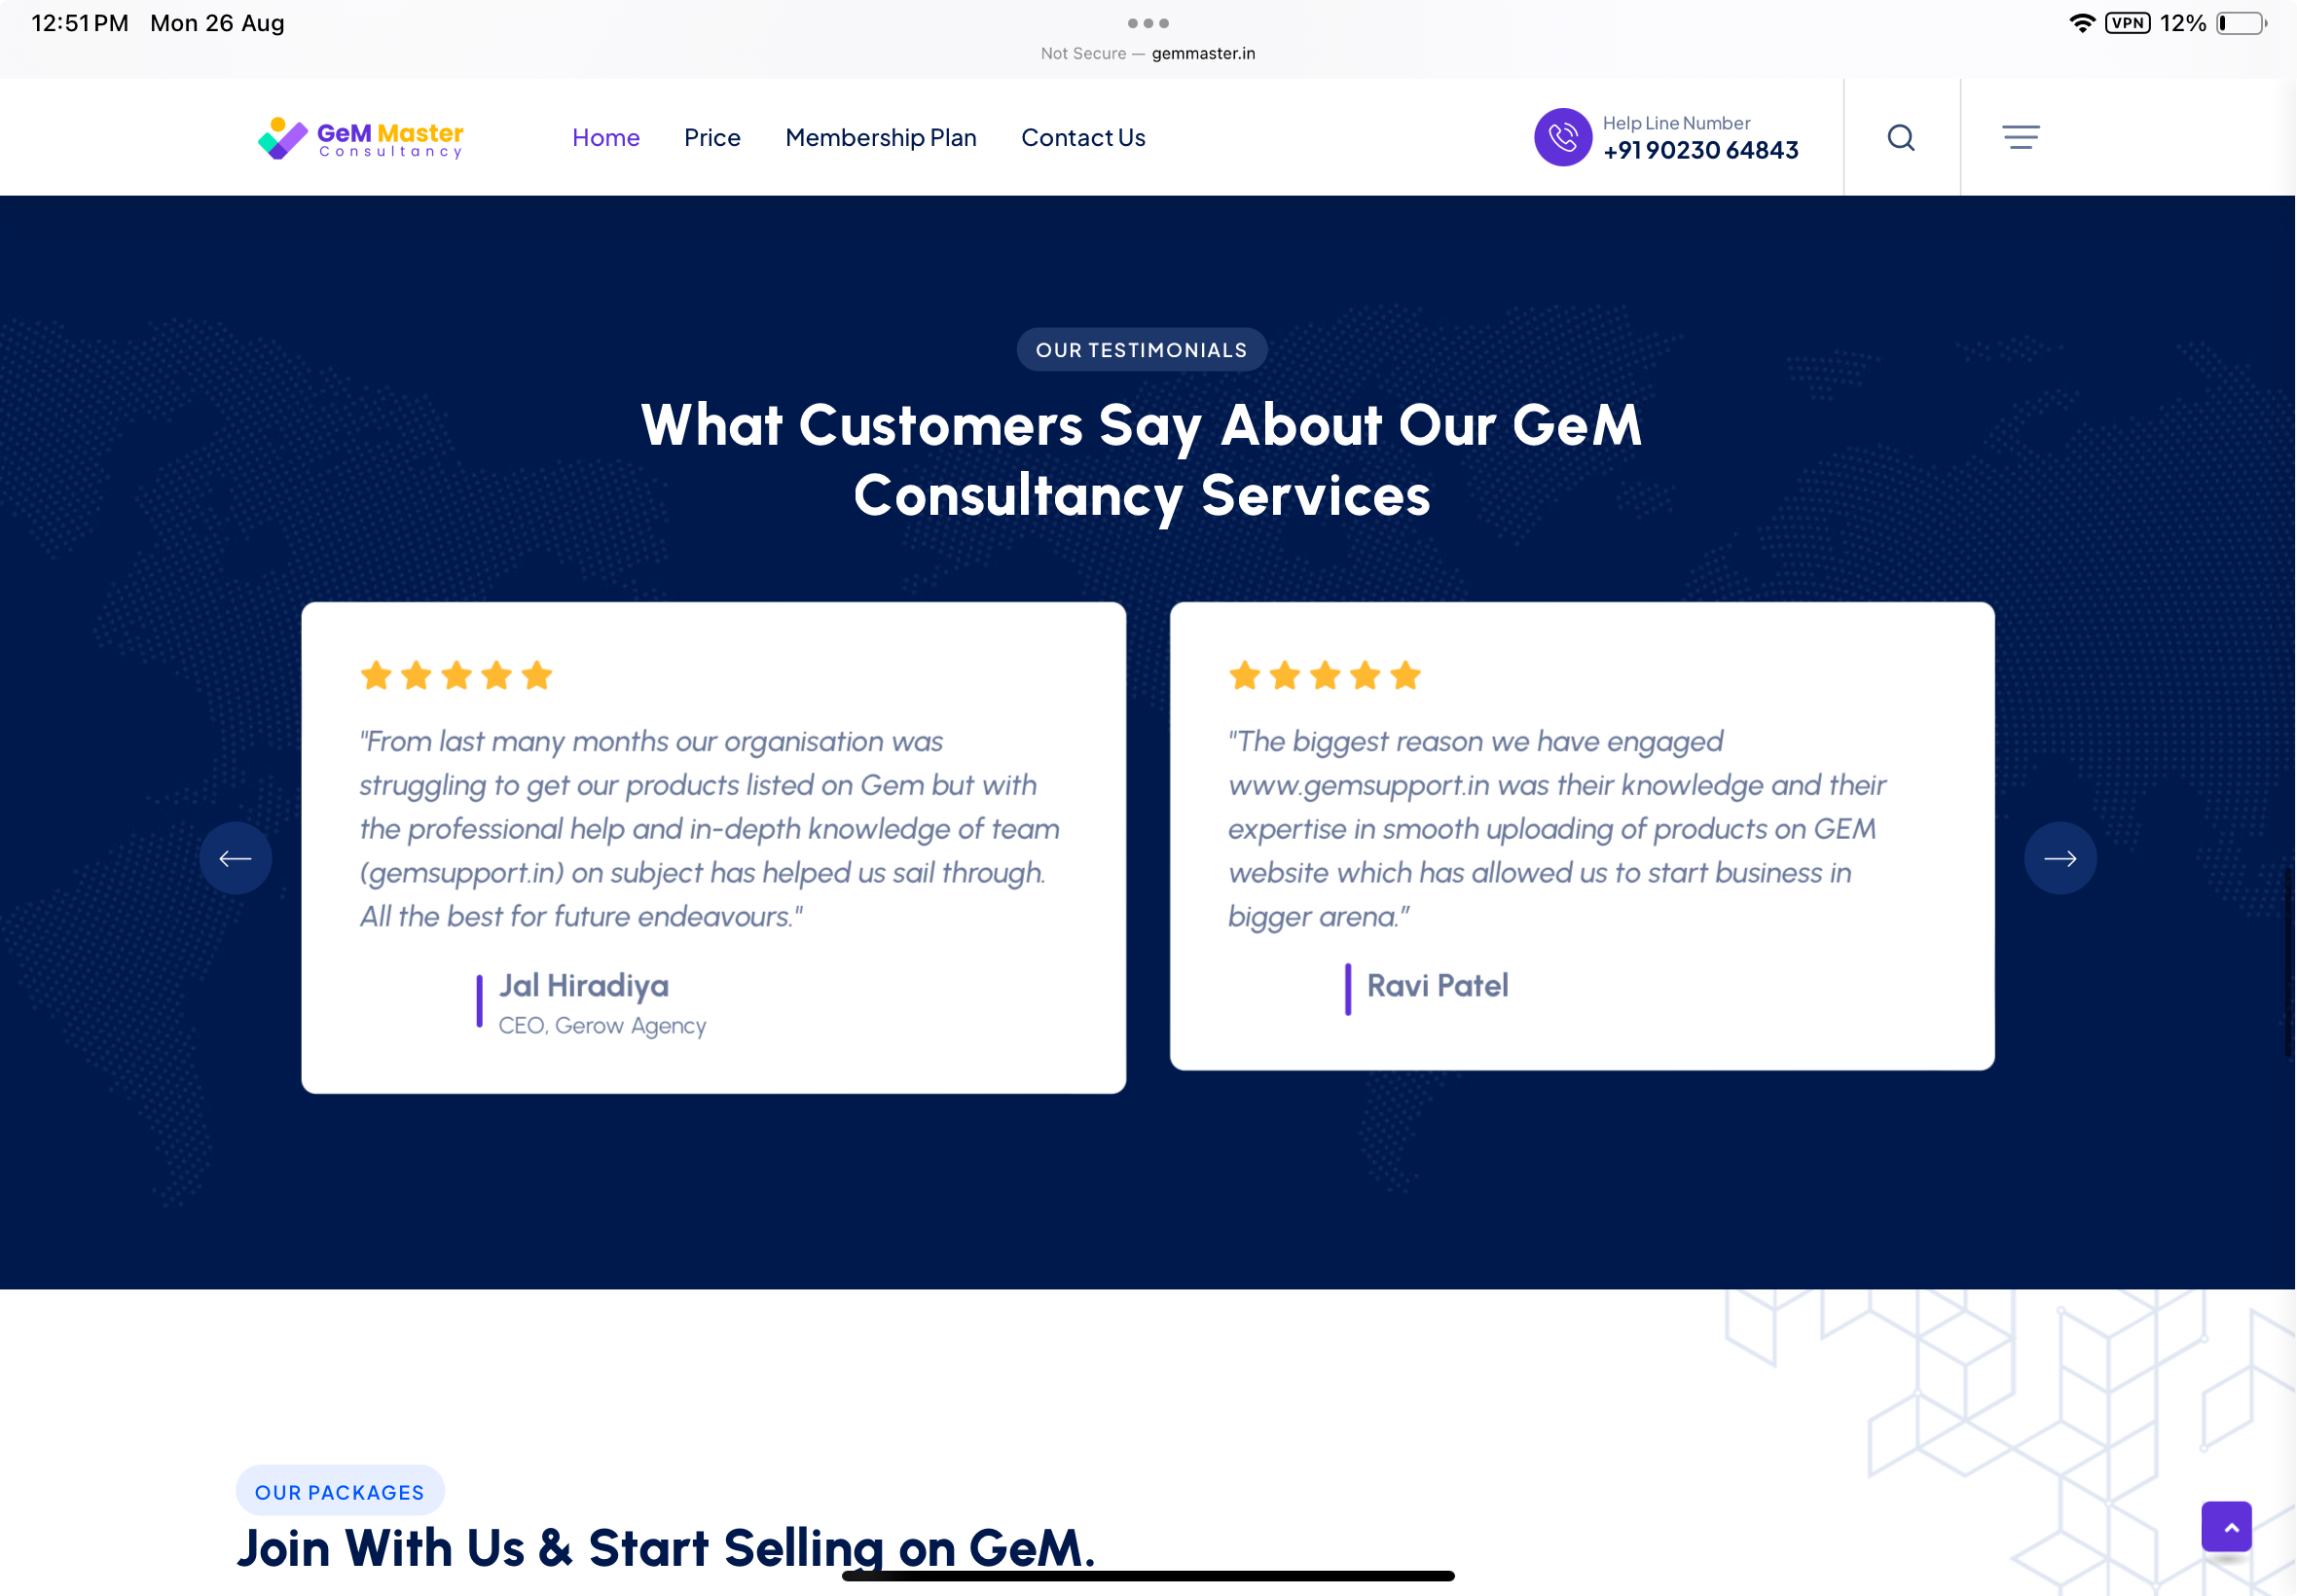 12:51 PM Mon 26 Aug
VPN 12%
Not Secure — gemmaster.in
GeM Master
Consultancy
Home Price Membership Plan Contact Us
Help Line Number
+91 90230 64843
OUR TESTIMONIALS
What Customers Say About Our GeM
Consultancy Services
"From last many months our organisation was
struggling to get our products listed on Gem but with
the professional help and in-depth knowledge of team
(gemsupport.in) on subject has helped us sail through.
All the best for future endeavours."
Jal Hiradiya
CEO, Gerow Agency
"The biggest reason we have engaged
www.gemsupport.in was their knowledge and their
expertise in smooth uploading of products on GEM
website which has allowed us to start business in
bigger arena.”
Ravi Patel
OUR PACKAGES
Join With Us & Start Selling on GeM.